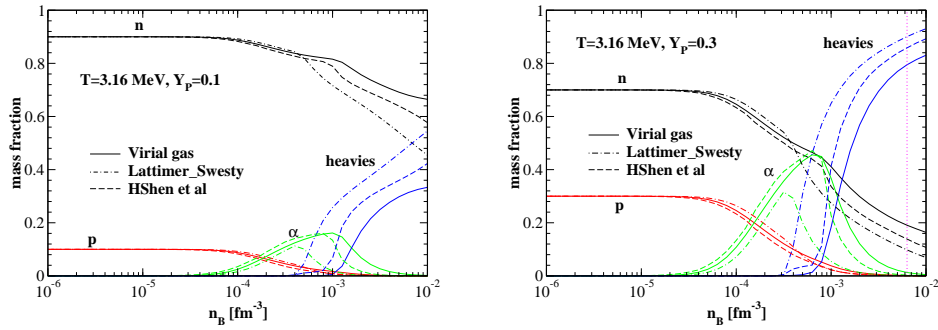 1
0.8
0.6
0.4
0.2
0
mass fraction
n
T=3.16 MeV, Y_P=0.1
Virial gas
Lattimer_Swesty
HShen et al
heavies
α
p
10^-6
10^-5
10^-4
10^-3
10^-2
n_B [fm^-3]
1
0.8
0.6
0.4
0.2
0
mass fraction
T=3.16 MeV, Y_P=0.3
heavies
n
Virial gas
Lattimer_Swesty
HShen et al
α
p
10^-6
10^-5
10^-4
10^-3
10^-2
n_B [fm^-3]